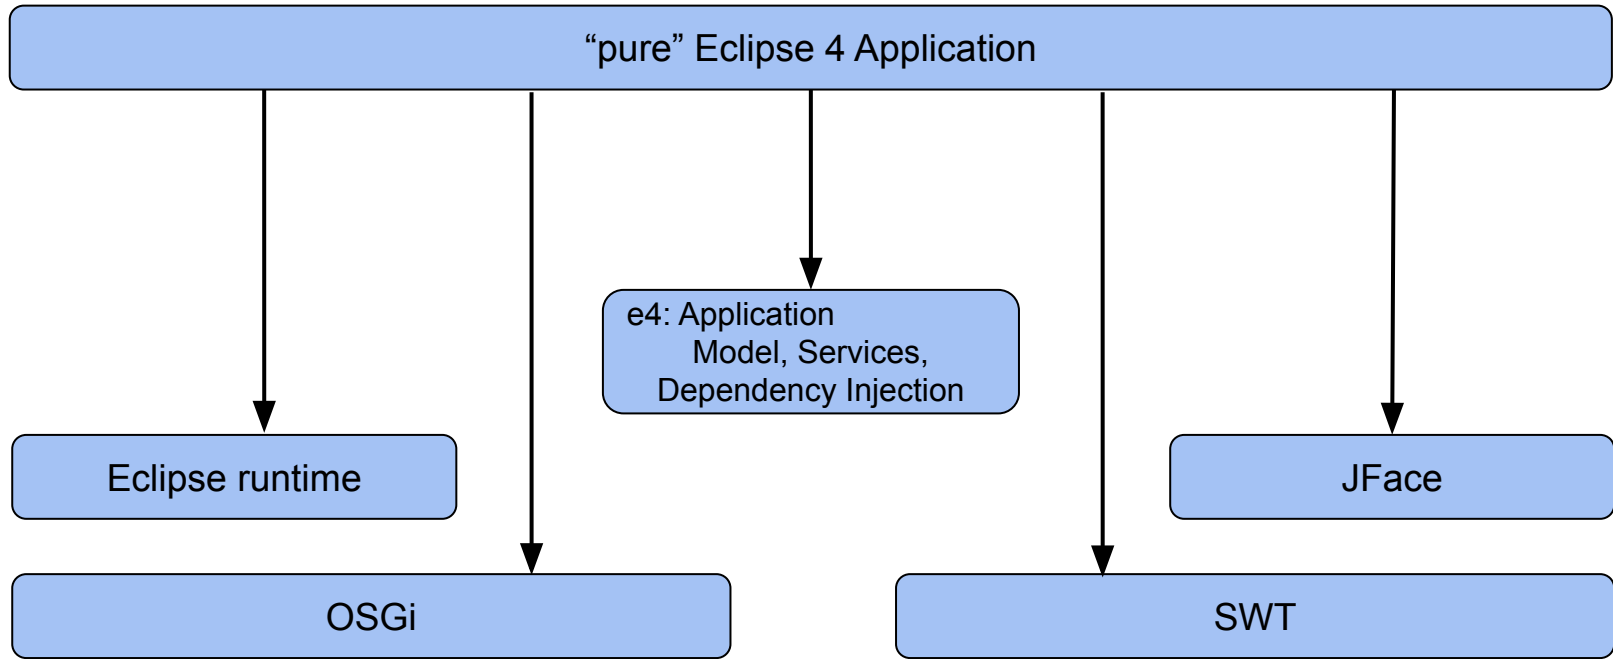 “pure” Eclipse 4 Application
e4: Application
Model, Services,
Dependency Injection
Eclipse runtime
JFace
OSGi
SWT